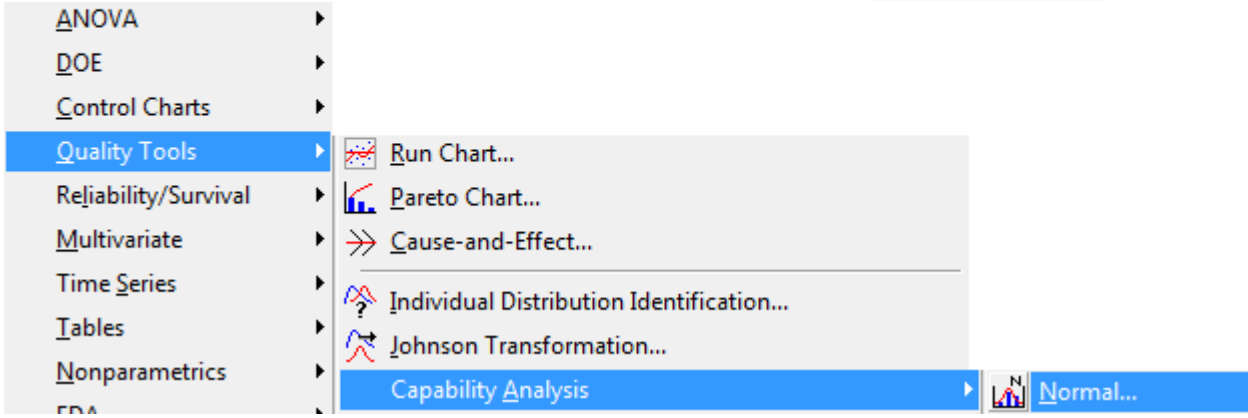 ANOVA
DOE
Control Charts
Quality Tools
Reliability/Survival
Multivariate
Time Series
Tables
Nonparametrics
Run Chart...
Pareto Chart...
Cause-and-Effect...
Individual Distribution Identification...
Johnson Transformation...
Capability Analysis
Normal...